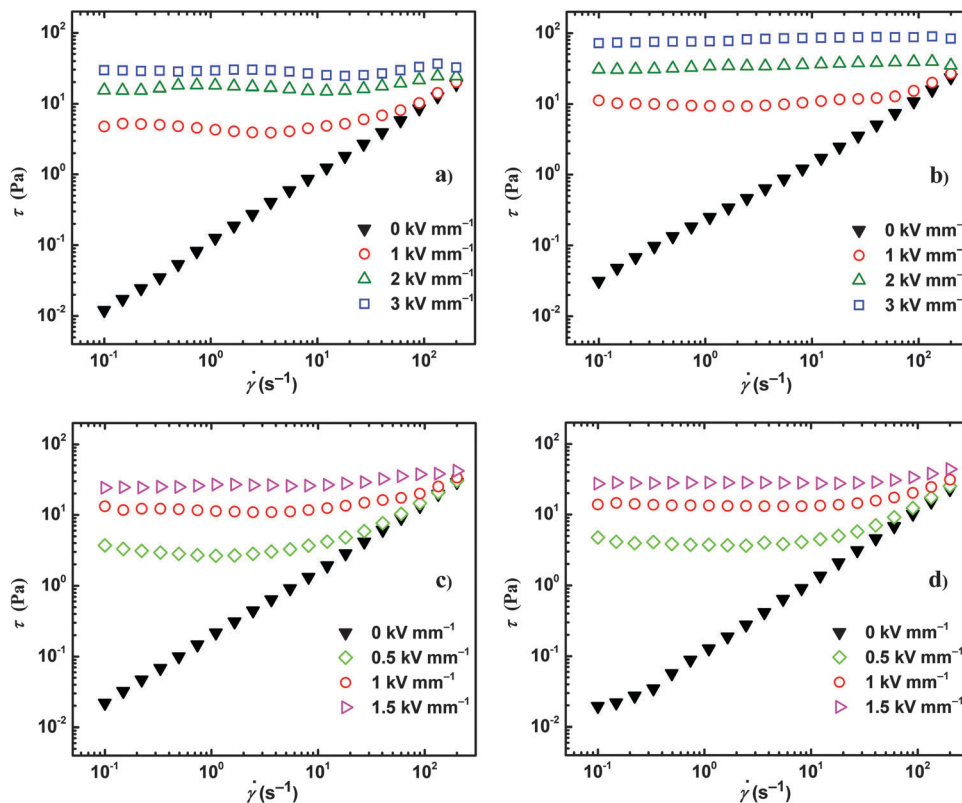 10²
10¹
10⁰
10⁻¹
10⁻²
τ (Pa)
a)
0 kV mm⁻¹
1 kV mm⁻¹
2 kV mm⁻¹
3 kV mm⁻¹
10⁻¹ 10⁰ 10¹ 10²
γ̇ (s⁻¹)
10²
10¹
10⁰
10⁻¹
10⁻²
τ (Pa)
b)
0 kV mm⁻
1 kV mm⁻
2 kV mm⁻
3 kV mm⁻
10⁻¹ 10⁰ 10¹ 10²
γ̇ (s⁻¹)
10²
10¹
10⁰
10⁻¹
10⁻²
τ (Pa)
c)
0 kV mm⁻¹
0.5 kV mm⁻¹
1 kV mm⁻¹
1.5 kV mm⁻¹
10⁻¹ 10⁰ 10¹ 10²
γ̇ (s⁻¹)
10²
10¹
10⁰
10⁻¹
10⁻²
τ (Pa)
d)
0 kV mm⁻¹
0.5 kV mm⁻¹
1 kV mm⁻¹
1.5 kV mm⁻¹
10⁻¹ 10⁰ 10¹ 10²
γ̇ (s⁻¹)